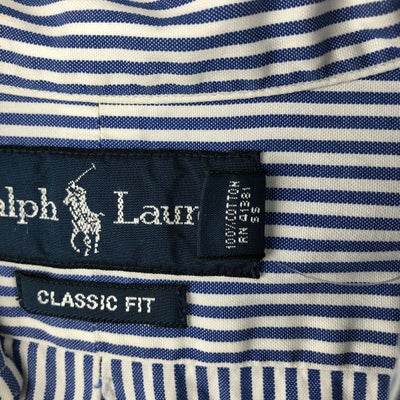 alph Laur
CLASSIC FIT
100% COTTON
RN 41381
SS